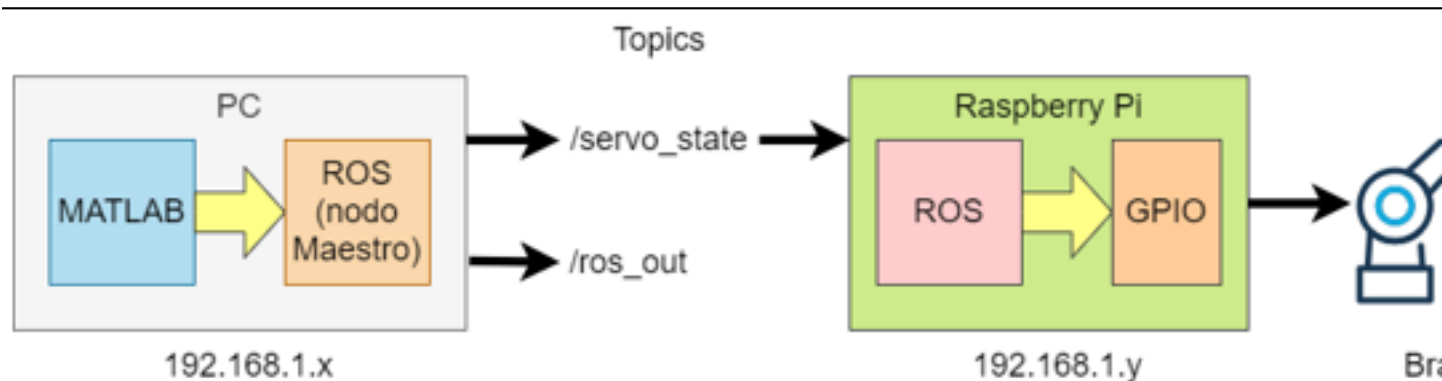 Topics
PC
MATLAB
ROS
(nodo
Maestro)
/servo_state
/ros_out
Raspberry Pi
ROS
GPIO
192.168.1.x
192.168.1.y